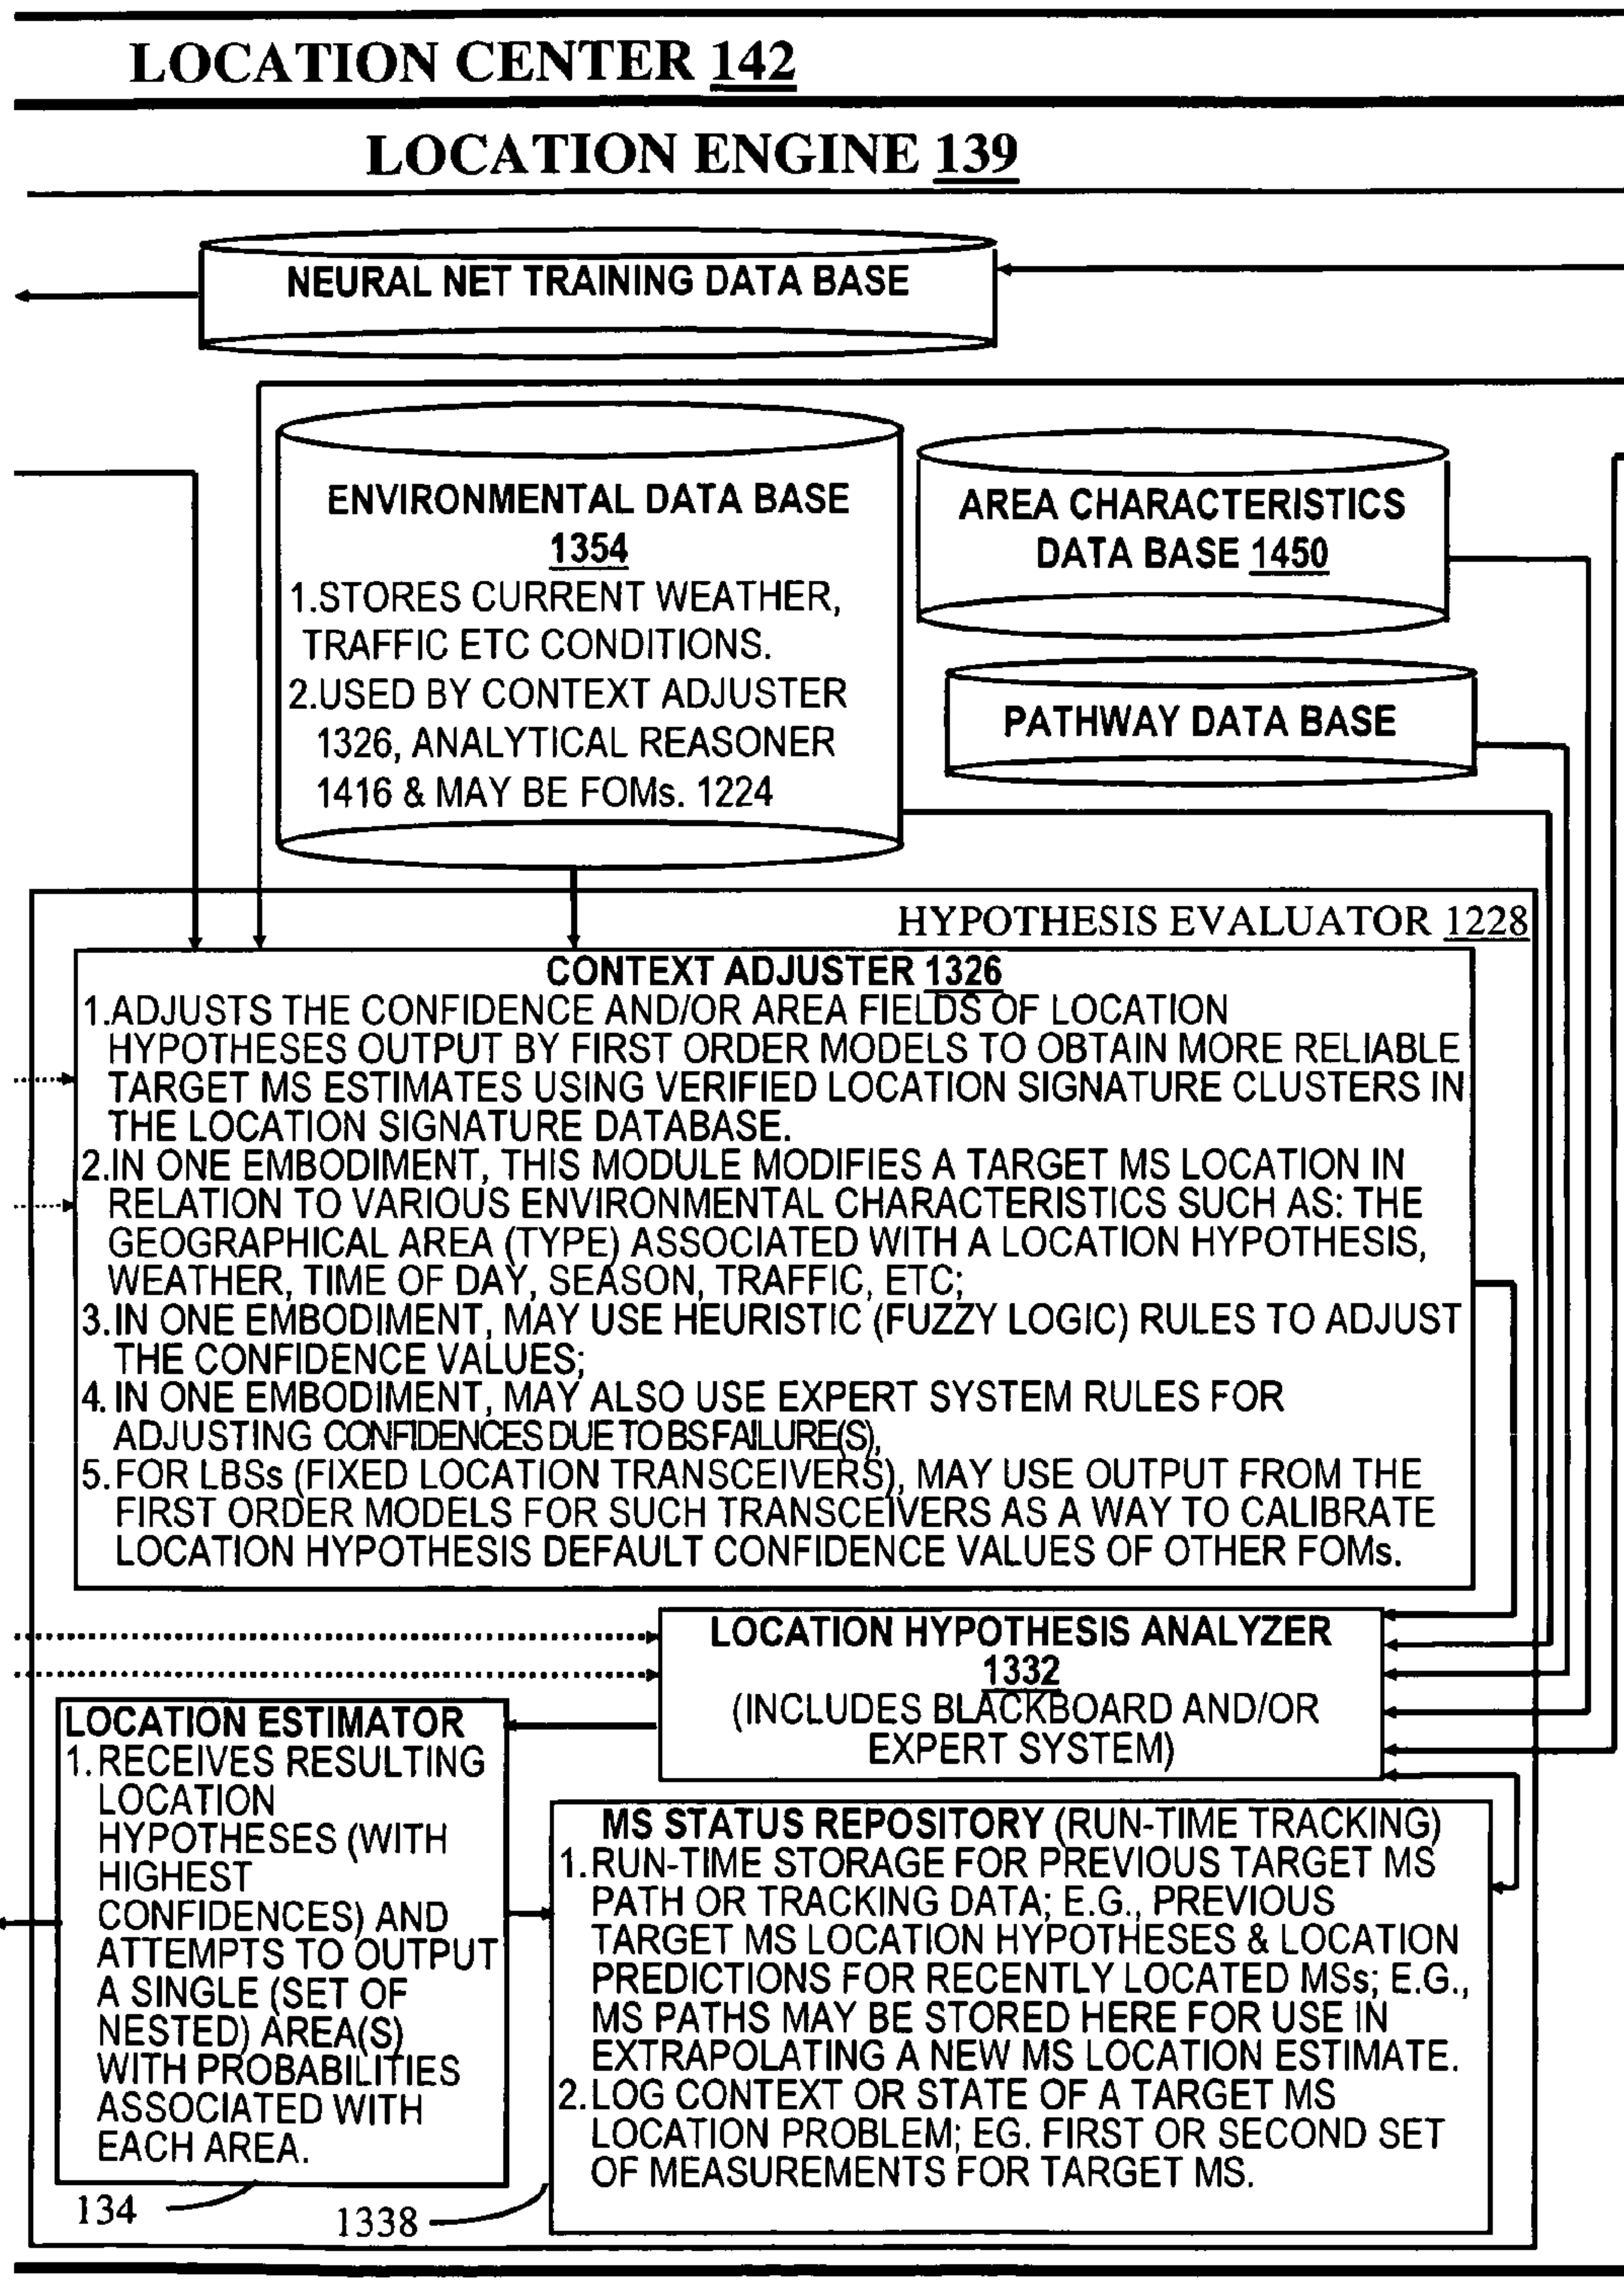 LOCATION CENTER 142
LOCATION ENGINE 139
NEURAL NET TRAINING DATA BASE
ENVIRONMENTAL DATA BASE
1354
1.STORES CURRENT WEATHER,
TRAFFIC ETC CONDITIONS.
2.USED BY CONTEXT ADJUSTER
1326, ANALYTICAL REASONER
1416 & MAY BE FOMs. 1224
AREA CHARACTERISTICS
DATA BASE 1450
PATHWAY DATA BASE
HYPOTHESIS EVALUATOR 1228
CONTEXT ADJUSTER 1326
1.ADJUSTS THE CONFIDENCE AND/OR AREA FIELDS OF LOCATION
HYPOTHESES OUTPUT BY FIRST ORDER MODELS TO OBTAIN MORE RELIABLE
TARGET MS ESTIMATES USING VERIFIED LOCATION SIGNATURE CLUSTERS IN
THE LOCATION SIGNATURE DATABASE.
2.IN ONE EMBODIMENT, THIS MODULE MODIFIES A TARGET MS LOCATION IN
RELATION TO VARIOUS ENVIRONMENTAL CHARACTERISTICS SUCH AS: THE
GEOGRAPHICAL AREA (TYPE) ASSOCIATED WITH A LOCATION HYPOTHESIS,
WEATHER, TIME OF DAY, SEASON, TRAFFIC, ETC;
3.IN ONE EMBODIMENT, MAY USE HEURISTIC (FUZZY LOGIC) RULES TO ADJUST
THE CONFIDENCE VALUES;
4.IN ONE EMBODIMENT, MAY ALSO USE EXPERT SYSTEM RULES FOR
ADJUSTING CONFIDENCES DUE TO BS FAILURE(S),
5.FOR LBSs (FIXED LOCATION TRANSCEIVERS), MAY USE OUTPUT FROM THE
FIRST ORDER MODELS FOR SUCH TRANSCEIVERS AS A WAY TO CALIBRATE
LOCATION HYPOTHESIS DEFAULT CONFIDENCE VALUES OF OTHER FOMs.
LOCATION HYPOTHESIS ANALYZER
1332
(INCLUDES BLACKBOARD AND/OR
EXPERT SYSTEM)
LOCATION ESTIMATOR
1.RECEIVES RESULTING
LOCATION
HYPOTHESES (WITH
HIGHEST
CONFIDENCES) AND
ATTEMPTS TO OUTPUT
A SINGLE (SET OF
NESTED) AREA(S)
WITH PROBABILITIES
ASSOCIATED WITH
EACH AREA.
134
MS STATUS REPOSITORY (RUN-TIME TRACKING)
1.RUN-TIME STORAGE FOR PREVIOUS TARGET MS
PATH OR TRACKING DATA; E.G., PREVIOUS
TARGET MS LOCATION HYPOTHESES & LOCATION
PREDICTIONS FOR RECENTLY LOCATED MSs; E.G.,
MS PATHS MAY BE STORED HERE FOR USE IN
EXTRAPOLATING A NEW MS LOCATION ESTIMATE.
2.LOG CONTEXT OR STATE OF A TARGET MS
LOCATION PROBLEM; EG. FIRST OR SECOND SET
OF MEASUREMENTS FOR TARGET MS.
1338